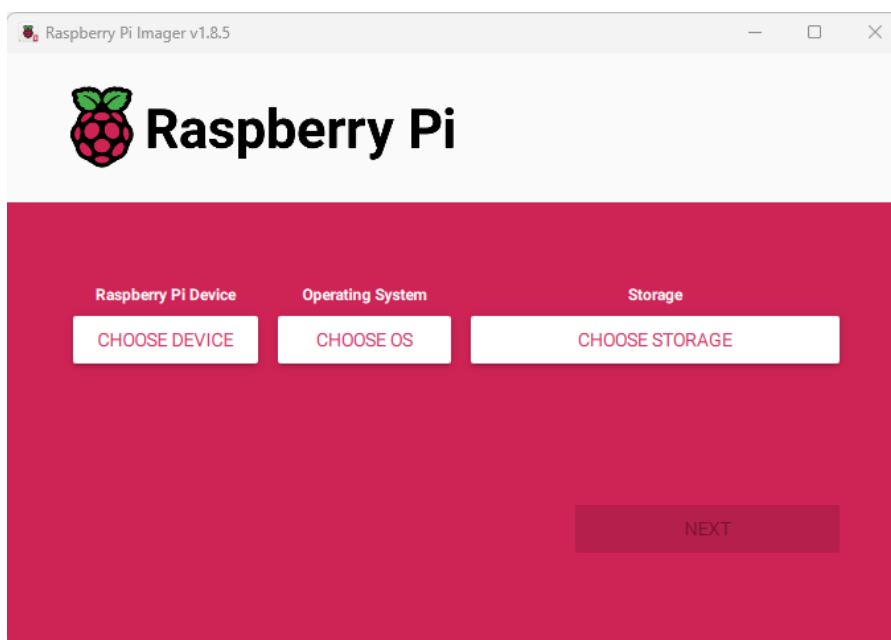 Raspberry Pi Imager v1.8.5
Raspberry Pi
Raspberry Pi Device Operating System Storage
CHOOSE DEVICE CHOOSE OS CHOOSE STORAGE
NEXT